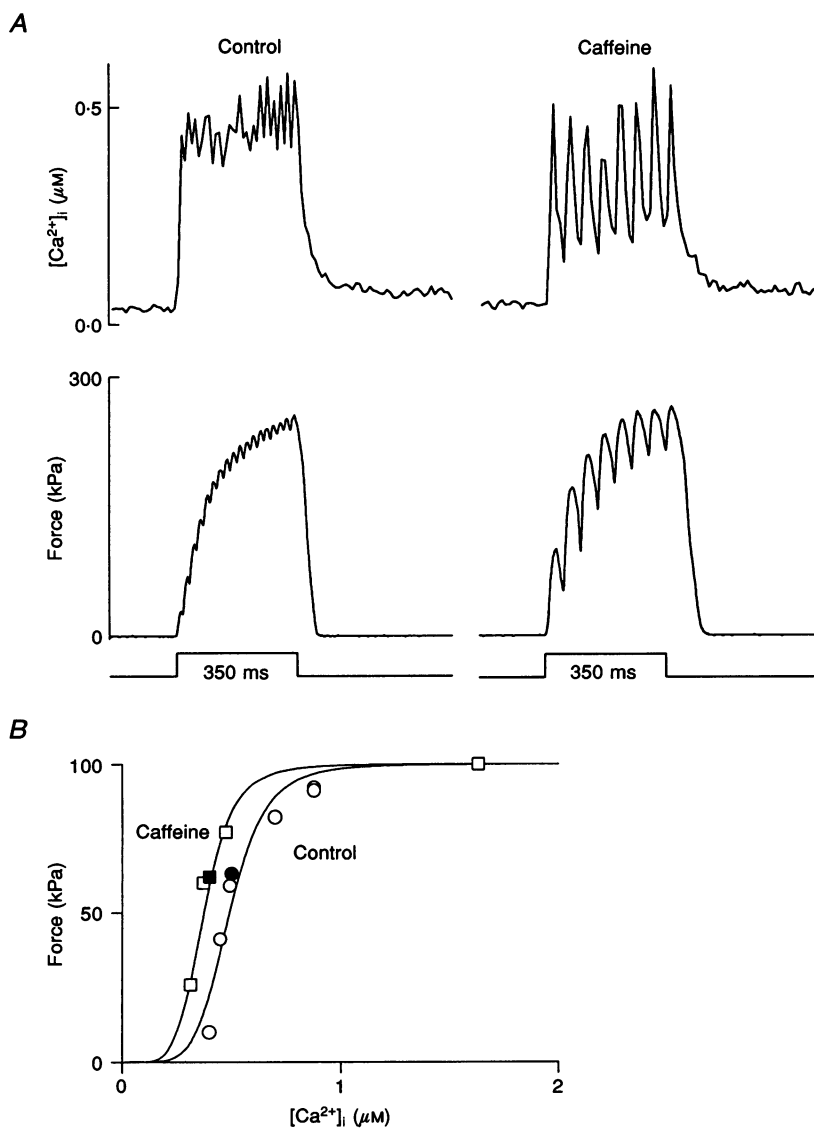 A
Control
Caffeine
0·5
[Ca²⁺]ᵢ (μM)
0·0
300
Force (kPa)
0
350 ms
350 ms
B
100
Caffeine
Control
50
Force (kPa)
0
0
1
2
[Ca²⁺]ᵢ (μM)